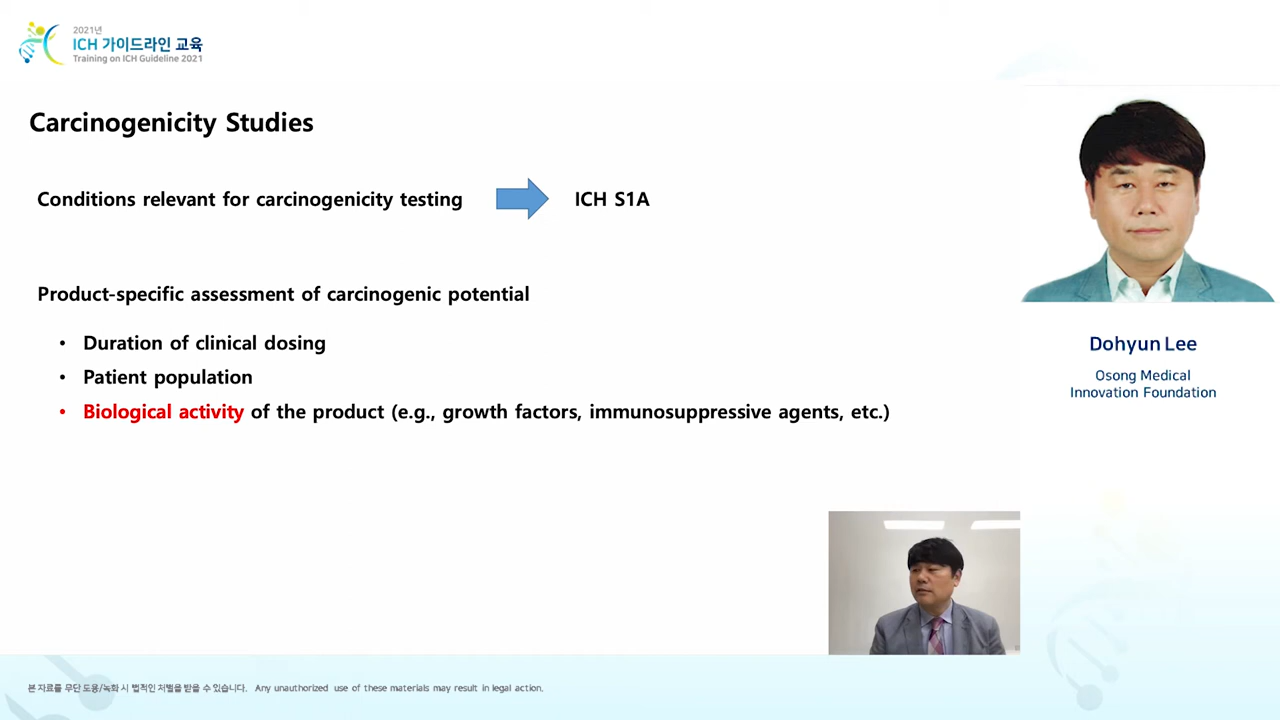 2021년
ICH 가이드라인 교육
Training on ICH Guideline 2021
Carcinogenicity Studies
Conditions relevant for carcinogenicity testing
ICH S1A
Product-specific assessment of carcinogenic potential
• Duration of clinical dosing
• Patient population
• Biological activity of the product (e.g., growth factors, immunosuppressive agents, etc.)
Dohyun Lee
Osong Medical
Innovation Foundation
본 자료를 무단 도용/녹화 시 법적인 처벌을 받을 수 있습니다. Any unauthorized use of these materials may result in legal action.